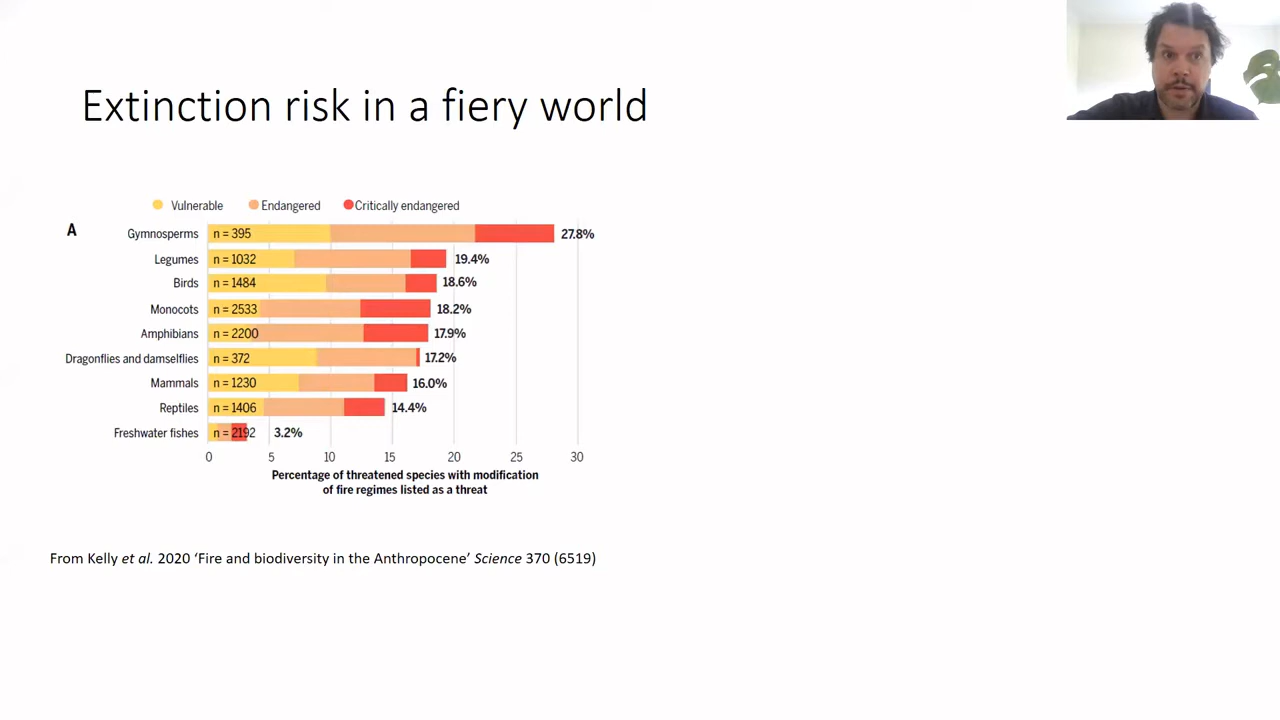 Extinction risk in a fiery world
Vulnerable Endangered Critically endangered
A
Gymnosperms n = 395 27.8%
Legumes n = 1032 19.4%
Birds n = 1484 18.6%
Monocots n = 2533 18.2%
Amphibians n = 2200 17.9%
Dragonflies and damselflies n = 372 17.2%
Mammals n = 1230 16.0%
Reptiles n = 1406 14.4%
Freshwater fishes n = 2192 3.2%
0 5 10 15 20 25 30
Percentage of threatened species with modification
of fire regimes listed as a threat
From Kelly et al. 2020 ‘Fire and biodiversity in the Anthropocene’ Science 370 (6519)